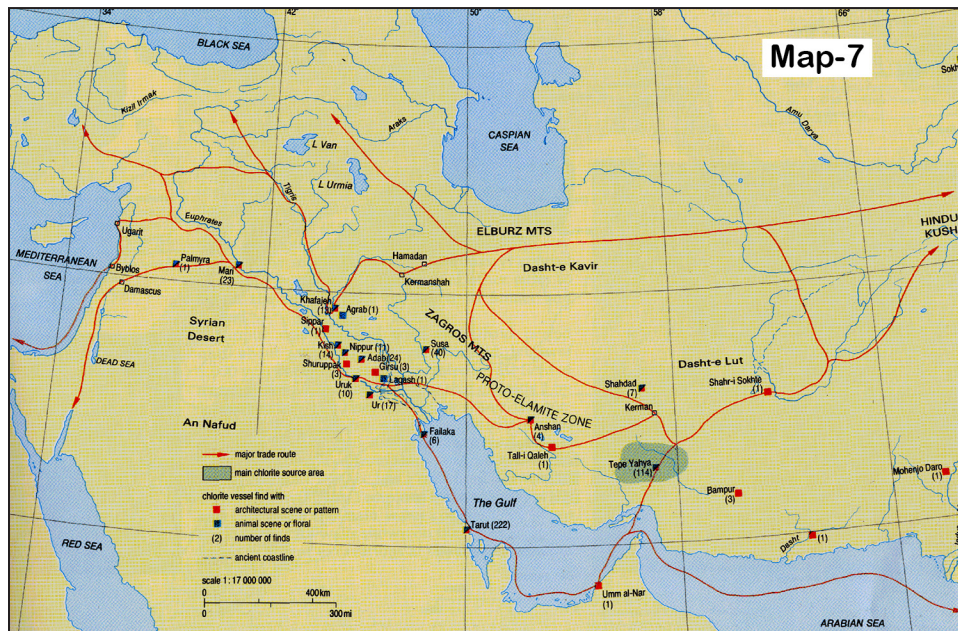 34°
42°
50°
58°
66°
Map-7
BLACK SEA
CASPIAN
SEA
Sokh
Kizil Irmak
Araks
Amu Darya
L Van
L Urmia
Tigris
Euphrates
ELBURZ MTS
HINDU
KUSH
Ugarit
MEDITERRANEAN
SEA
Byblos
Damascus
Palmyra
(1)
Mari
(23)
Hamadan
Kermanshah
Dasht-e Kavir
Khafajeh
(13)
Agrab (1)
Sippar
(1)
ZAGROS MTS
Syrian
Desert
DEAD SEA
Kish
(14)
Nippur (11)
Adab (24)
Girsu (3)
Shuruppak
(3)
Lagash (1)
Uruk
(10)
Ur (17)
Susa
(40)
PROTO-ELAMITE ZONE
Dasht-e Lut
Shahdad
(7)
Shahr-i Sokhte
(1)
Kerman
An Nafud
Failaka
(6)
Anshan
(4)
Tall-i Qaleh
(1)
Tepe Yahya
(114)
Bampur
(3)
Mohenjo Daro
(1)
Dasht
(1)
The Gulf
Tarut (222)
Umm al-Nar
(1)
RED SEA
ARABIAN SEA
major trade route
main chlorite source area
chlorite vessel find with
architectural scene or pattern
animal scene or floral
(2) number of finds
ancient coastline
scale 1 : 17 000 000
0 400km
0 300mi